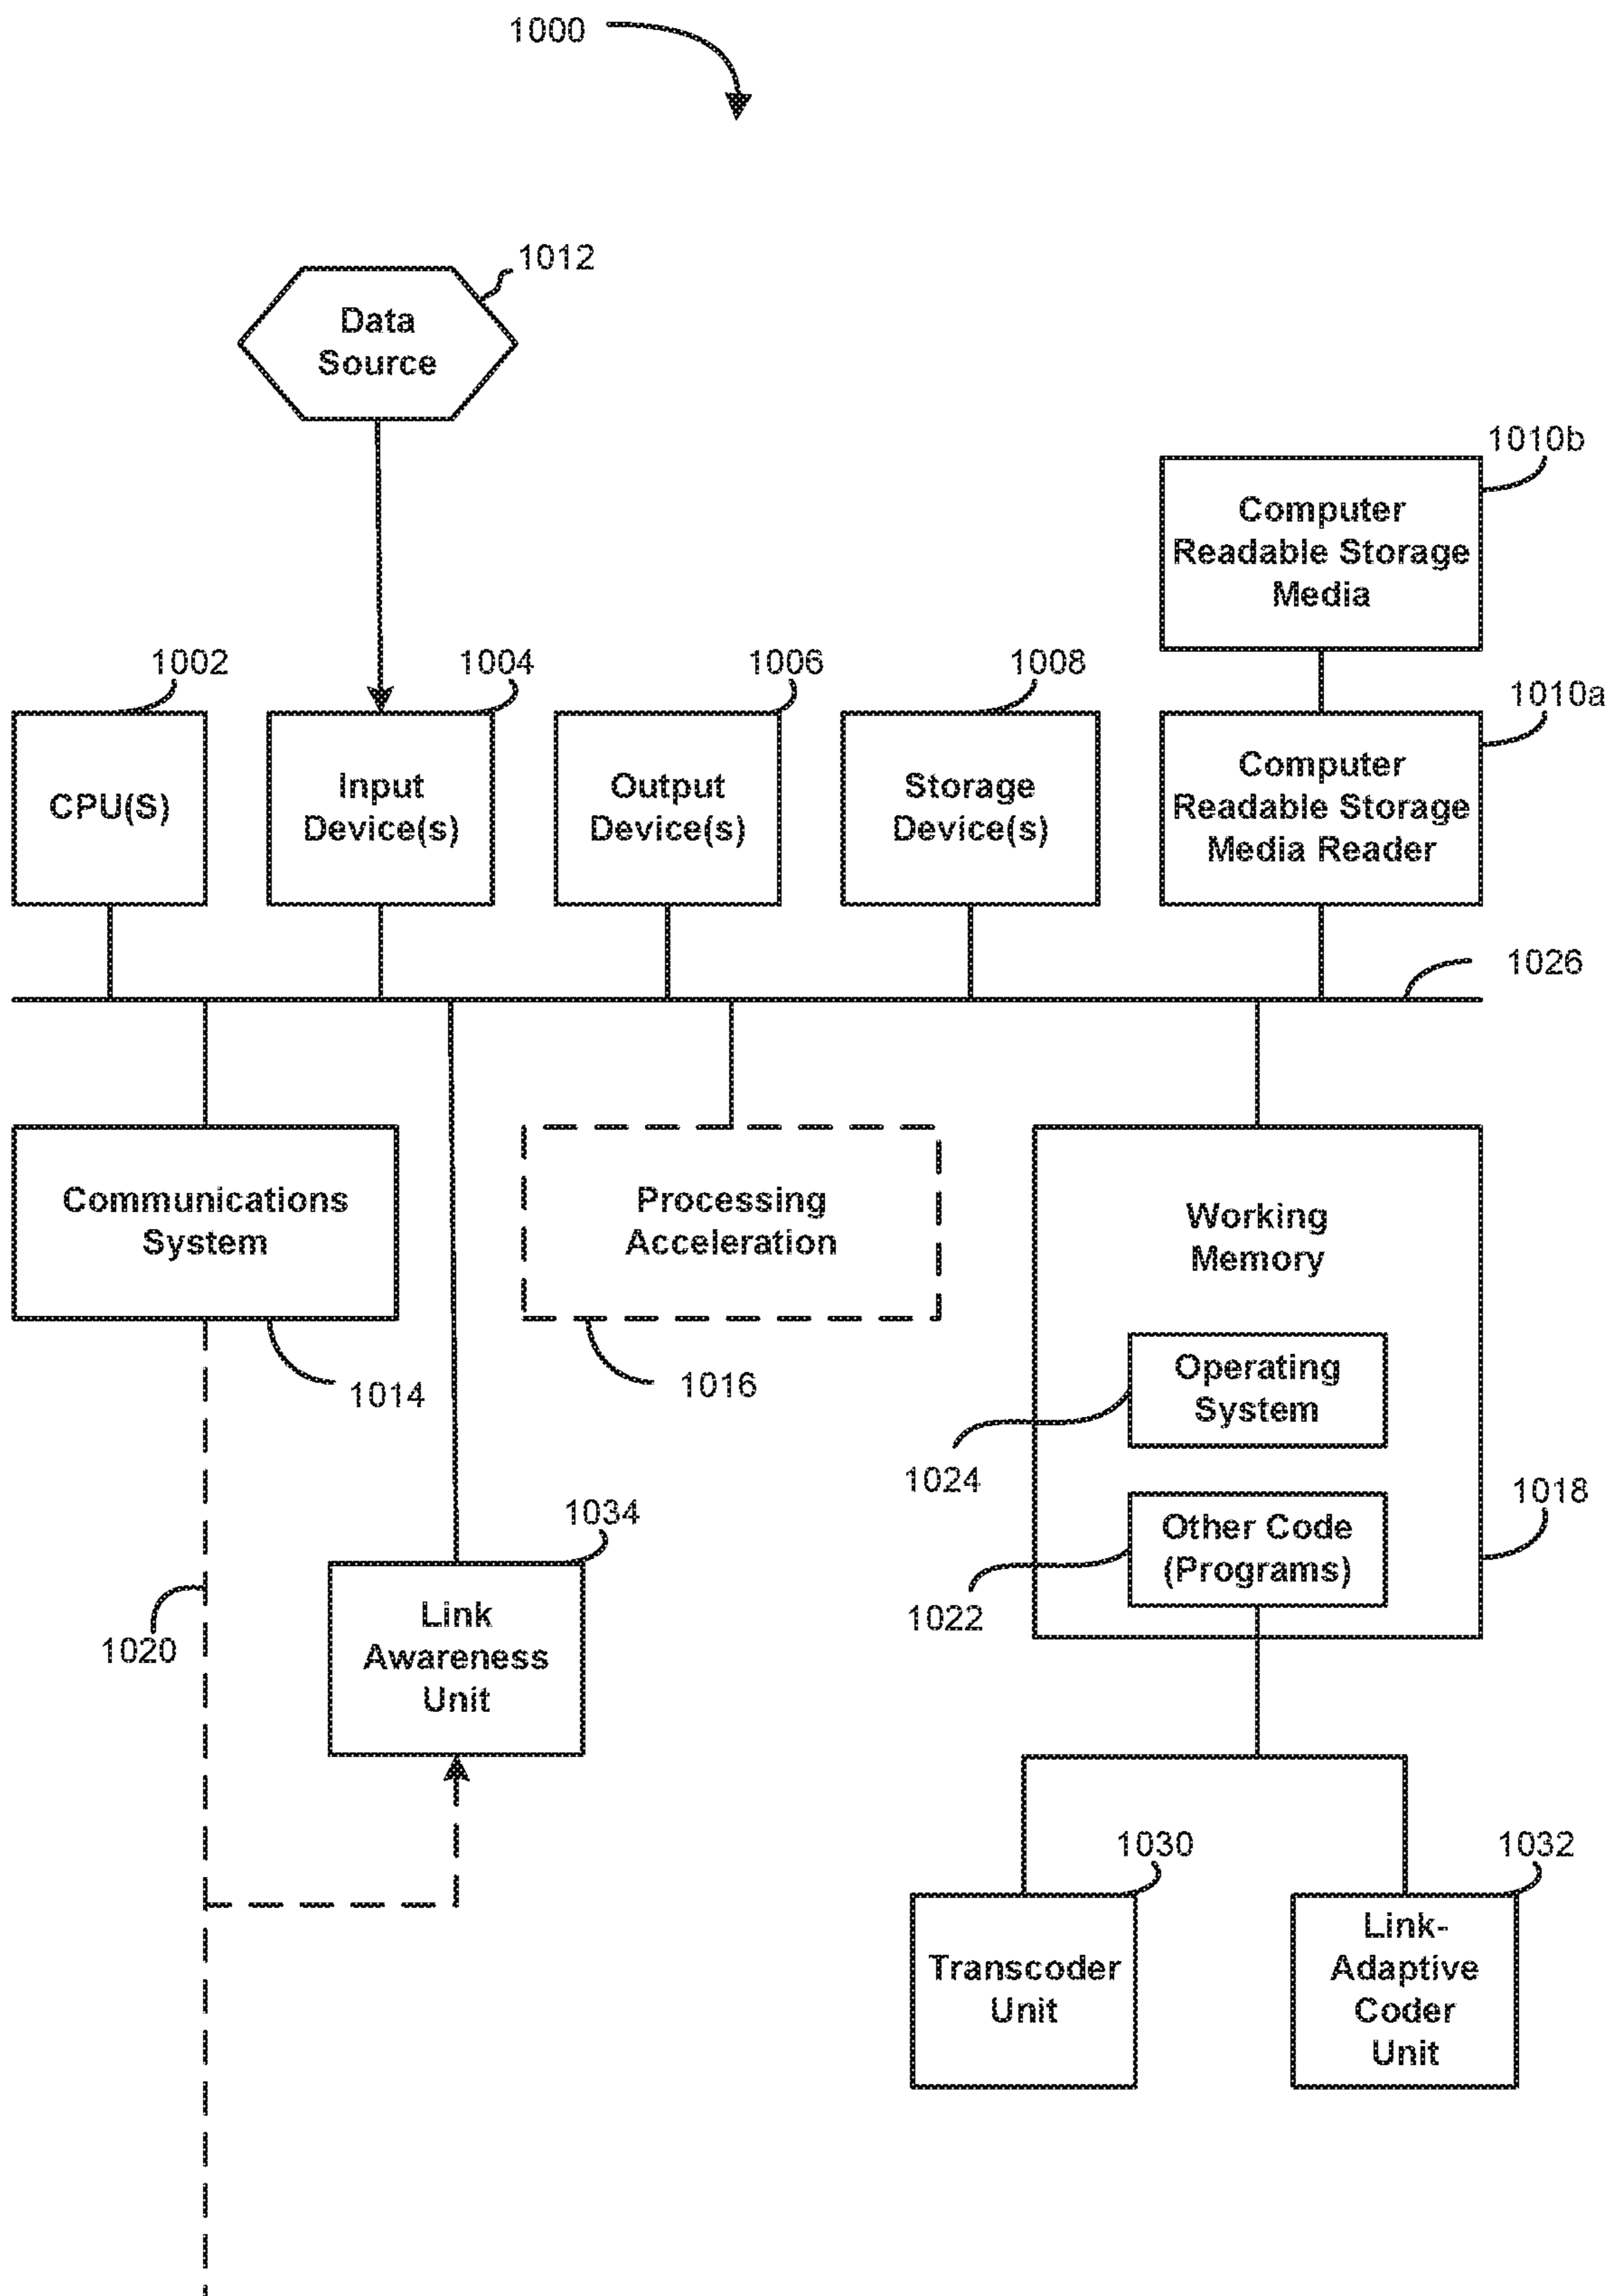 1000
1012
Data
Source
1010b
Computer
Readable Storage
Media
1002
1004
1006
1008
1010a
CPU(S)
Input
Device(s)
Output
Device(s)
Storage
Device(s)
Computer
Readable Storage
Media Reader
1026
Communications
System
Processing
Acceleration
Working
Memory
1014
1016
Operating
System
1024
1018
Other Code
(Programs)
1022
1034
1020
Link
Awareness
Unit
1030
1032
Transcoder
Unit
Link-
Adaptive
Coder
Unit